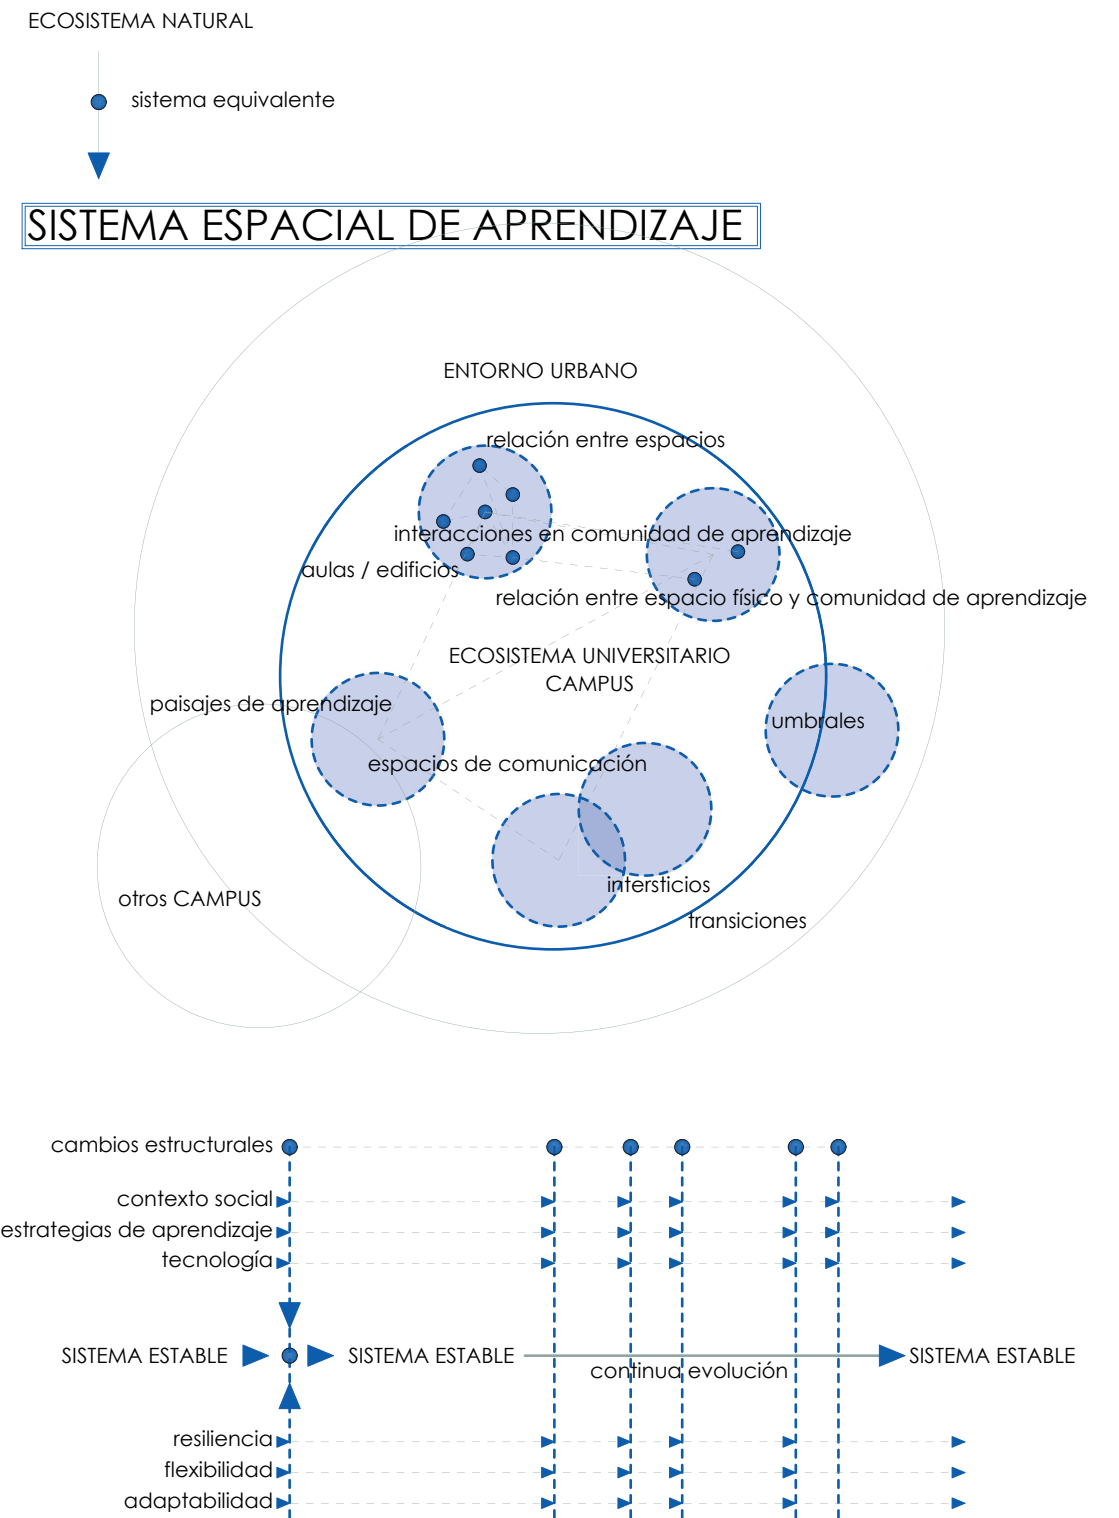 ECOSISTEMA NATURAL
sistema equivalente
SISTEMA ESPACIAL DE APRENDIZAJE
ENTORNO URBANO
relación entre espacios
interacciones en comunidad de aprendizaje
aulas / edificios
relación entre espacio físico y comunidad de aprendizaje
ECOSISTEMA UNIVERSITARIO
CAMPUS
paisajes de aprendizaje
umbrales
espacios de comunicación
intersticios
otros CAMPUS
transiciones
cambios estructurales
contexto social
estrategias de aprendizaje
tecnología
SISTEMA ESTABLE
SISTEMA ESTABLE
SISTEMA ESTABLE
continua evolución
resiliencia
flexibilidad
adaptabilidad